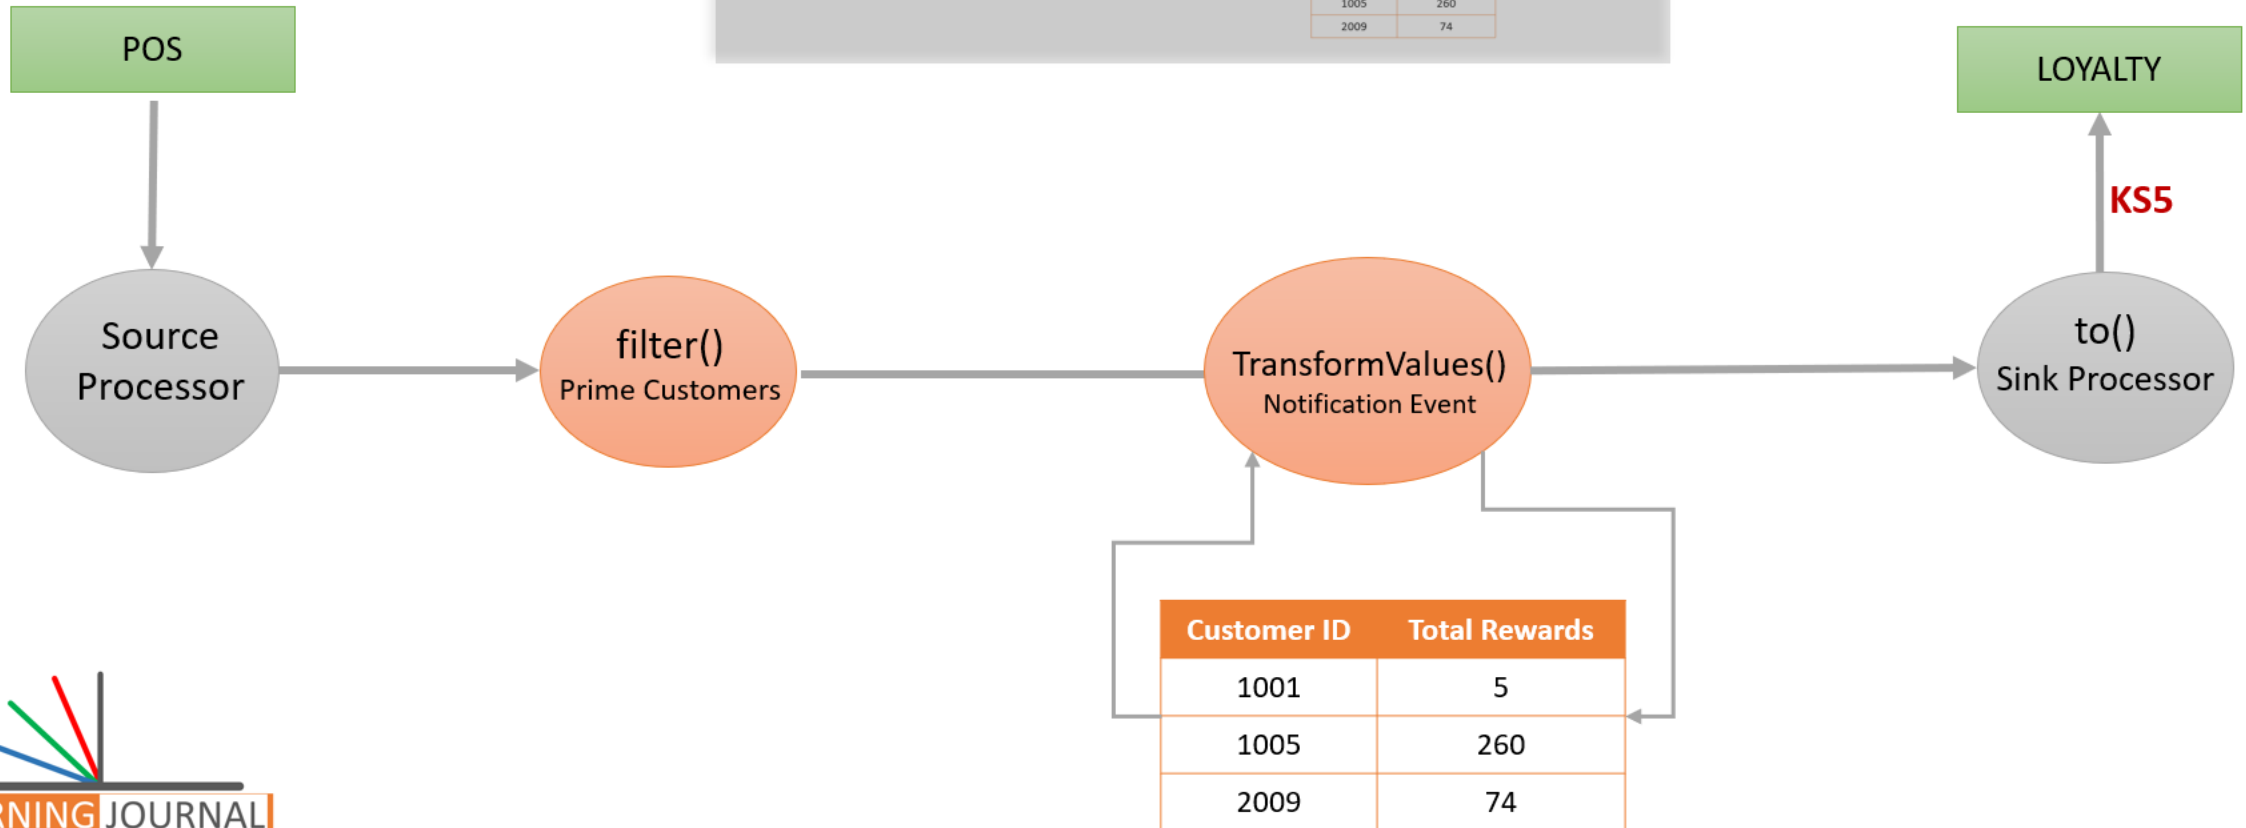 1005 260
2009 74
POS
LOYALTY
KS5
Source
Processor
filter()
Prime Customers
TransformValues()
Notification Event
to()
Sink Processor
Customer ID Total Rewards
1001 5
1005 260
2009 74
RNING JOURNAL